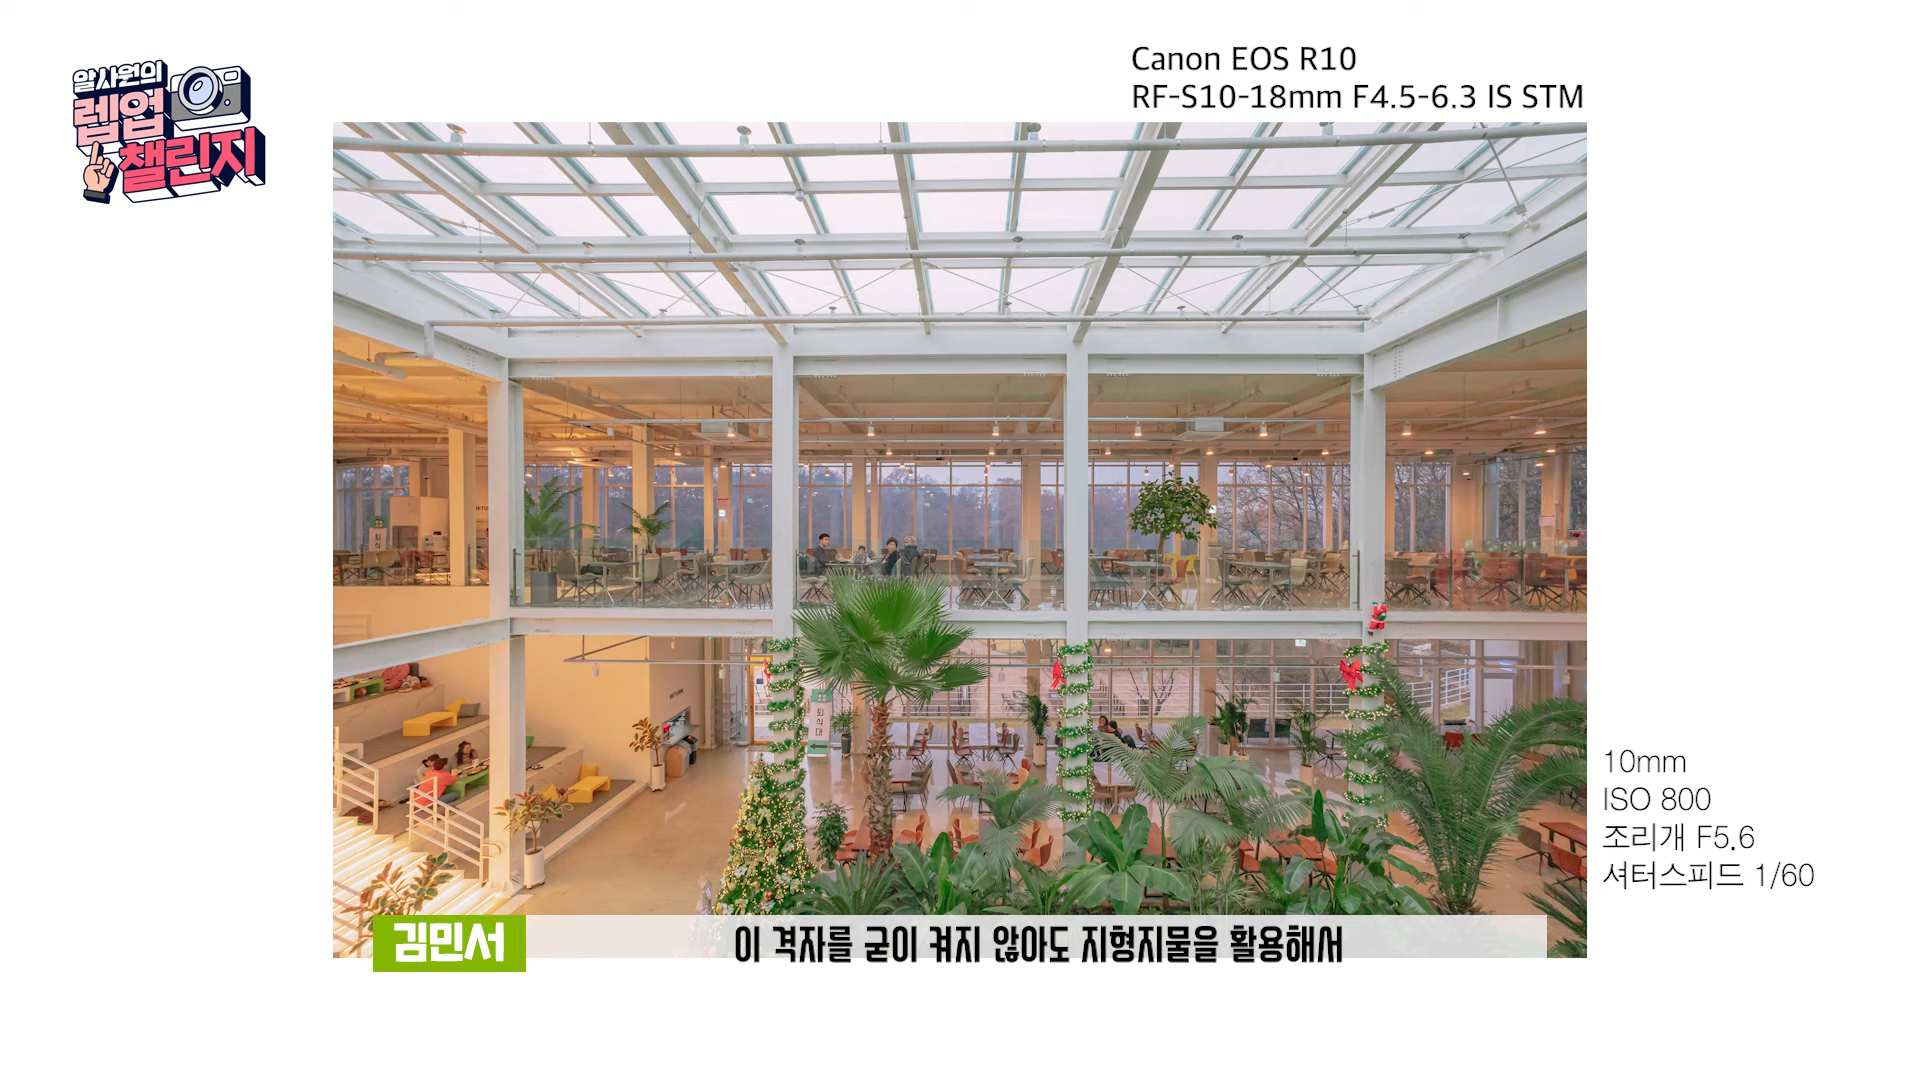 알사원의
렙업
챌린지
Canon EOS R10
RF-S10-18mm F4.5-6.3 IS STM
퇴식대
10mm
ISO 800
조리개 F5.6
셔터스피드 1/60
김민서
이 격자를 굳이 켜지 않아도 지형지물을 활용해서